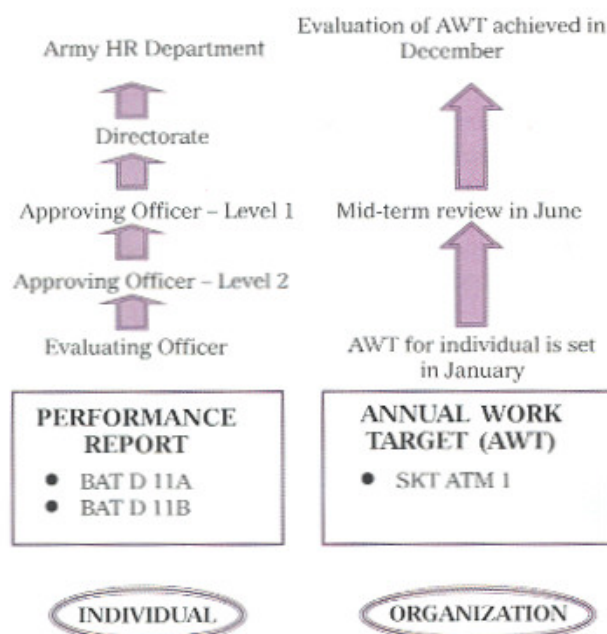 Army HR Department
Directorate
Approving Officer – Level 1
Approving Officer – Level 2
Evaluating Officer
PERFORMANCE
REPORT
● BAT D 11A
● BAT D 11B
INDIVIDUAL
Evaluation of AWT achieved in
December
Mid-term review in June
AWT for individual is set
in January
ANNUAL WORK
TARGET (AWT)
● SKT ATM 1
ORGANIZATION